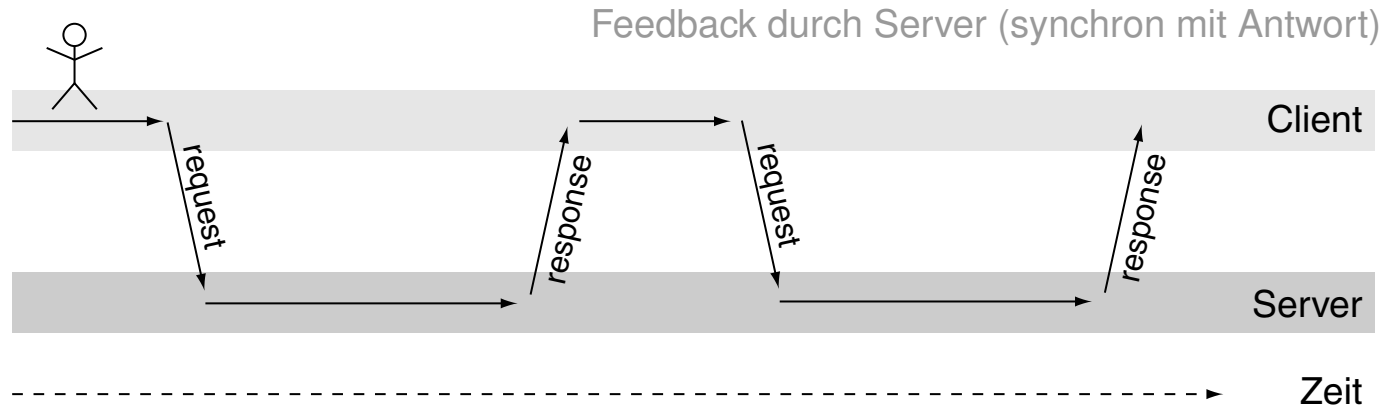 Feedback durch Server (synchron mit Antwort)
Client
request
response
request
response
Server
Zeit